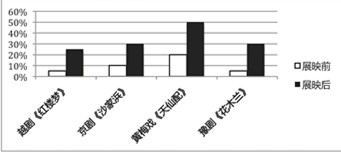 60%
50%
40%
30%
20%
10%
0%
越剧《红楼梦》
京剧《沙家浜》
黄梅戏《天仙配》
豫剧《花木兰》
展映前
展映后